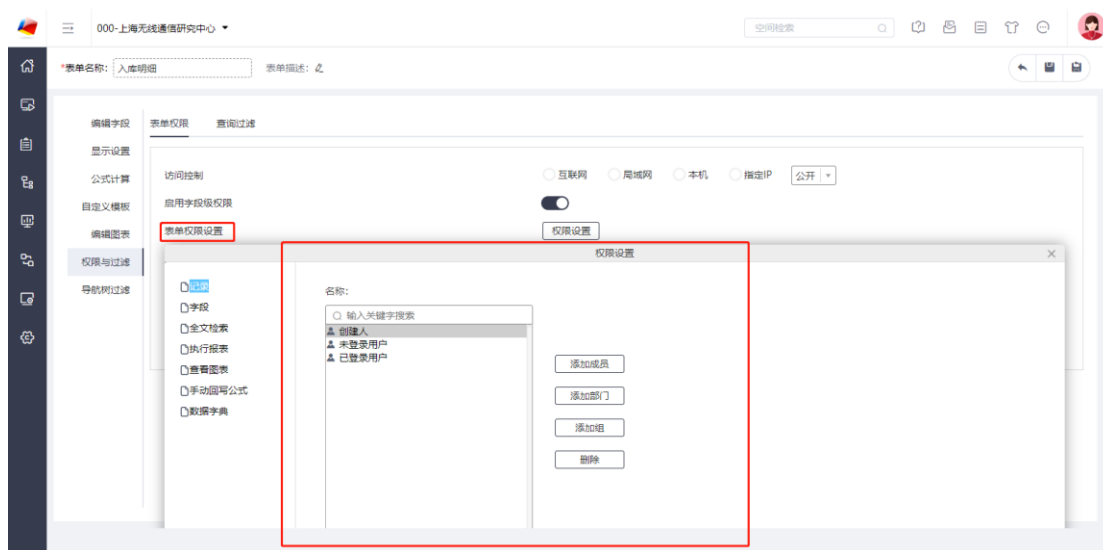 000-上海无线通信研究中心
空间检索
*表单名称： 入库明细
表单描述：
编辑字段
显示设置
公式计算
自定义模板
编辑图表
权限与过滤
导航树过滤
表单权限 查询过滤
访问控制 互联网 局域网 本机 指定IP 公开
启用字段级权限
表单权限设置 权限设置
权限设置
记录
字段
全文检索
执行报表
查看图表
手动回写公式
数据字典
名称：
输入关键字搜索
创建人
未登录用户
已登录用户
添加成员
添加部门
添加组
删除